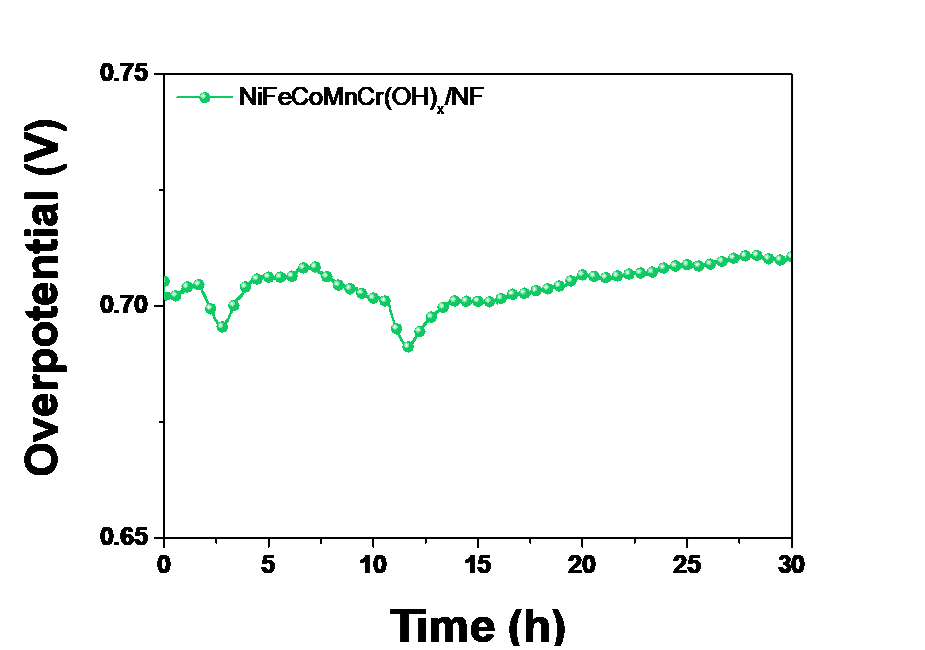 0.75
NiFeCoMnCr(OH)x/NF
0.70
0.65
Overpotential (V)
0 5 10 15 20 25 30
Time (h)